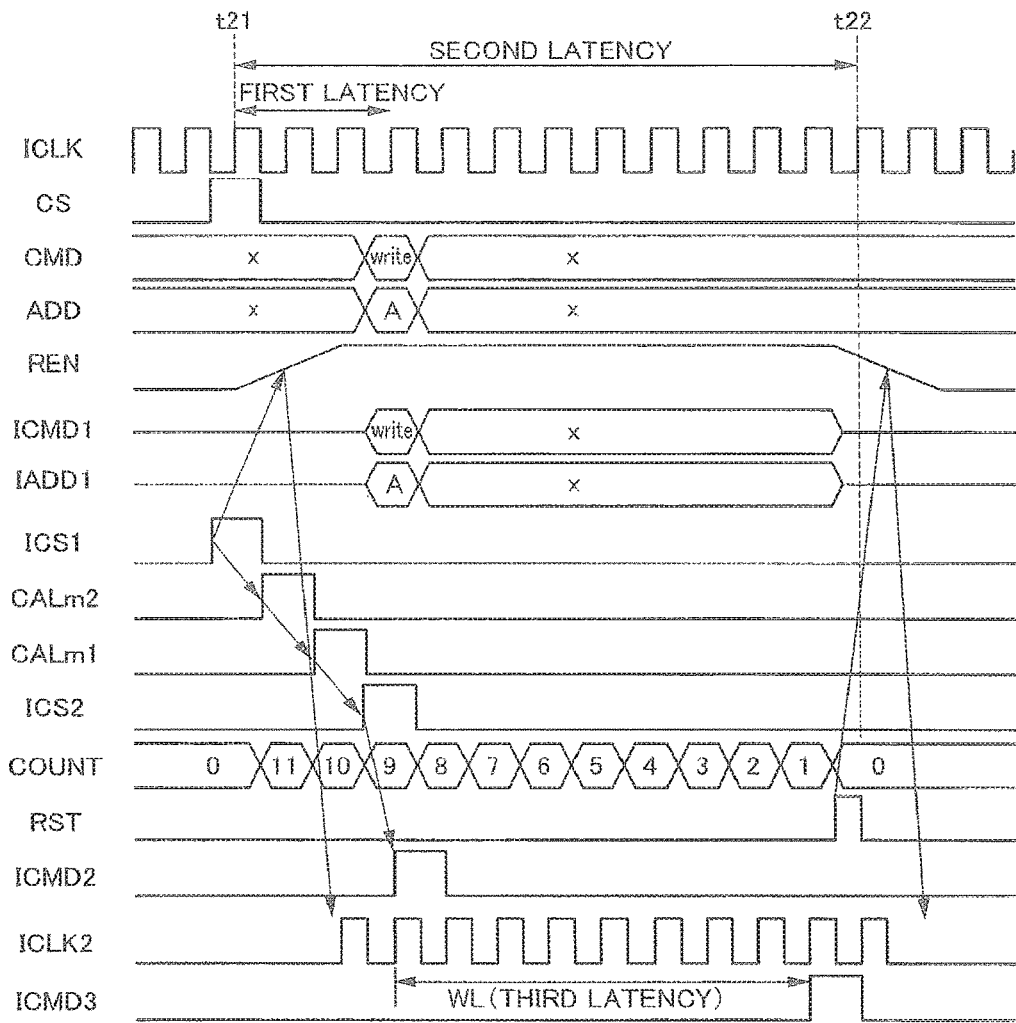 t21 t22
SECOND LATENCY
FIRST LATENCY
ICLK
CS
CMD x write x
ADD x A x
REN
ICMD1 write x
IADD1 A x
ICS1
CALm2
CALm1
ICS2
COUNT 0 11 10 9 8 7 6 5 4 3 2 1 0
RST
ICMD2
ICLK2
WL(THIRD LATENCY)
ICMD3